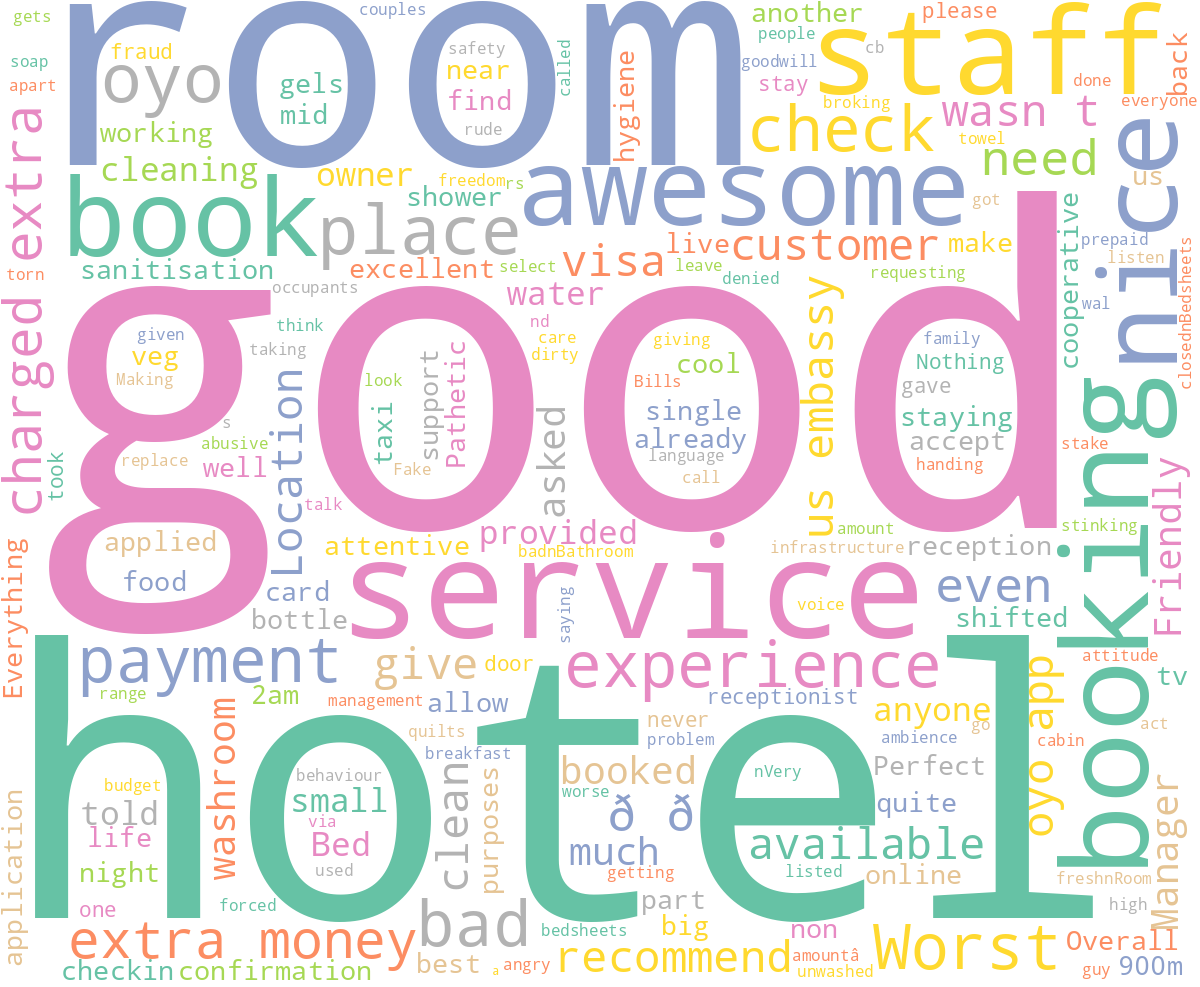 gets
couples
room
another
please
staff
people
cb
back
soap
fraud
oyo
safety
near
called
goodwill
apart
gels
mid
find
rude
hygiene
stay
done
broking
everyone
extra
working
check
wasn t
towel
cleaning
book
owner
freedom
rs
shower
awesome
need
nice
us
got
place
cooperative
prepaid
listen
torn
sanitisation
excellent
select
visa
live
leave
customer
make
denied
requesting
closednBedsheets
occupants
water
us embassy
wal
charged
good
given
think
nd
care
giving
family
veg
taking
dirty
cool
Nothing
Making
look
support
Pathetic
Bills
gave
Location
taxi
single
staying
s
asked
already
accept
abusive
language
stake
replace
well
Fake
call
handing
took
talk
Friendly
booking
provided
amount
stinking
applied
attentive
badnBathroom
infrastructure
reception
Everything
food
card
service
even
saying
voice
bottle
shifted
hotel
payment
give
door
experience
attitude
tv
range
2am
management
allow
receptionist
oyo app
washroom
quilts
never
anyone
go
act
breakfast
problem
ambience
cabin
behaviour
clean
booked
nVery
Perfect
budget
small
purposes
worse
Manager
told
via
ð ð
quite
life
Bed
much
available
application
night
used
getting
listed
online
freshnRoom
one
forced
part
high
bad
big
extra money
bedsheets
non
Worst
Overall
recommend
amountâ
checkin
confirmation
best
a
angry
unwashed
guy
900m